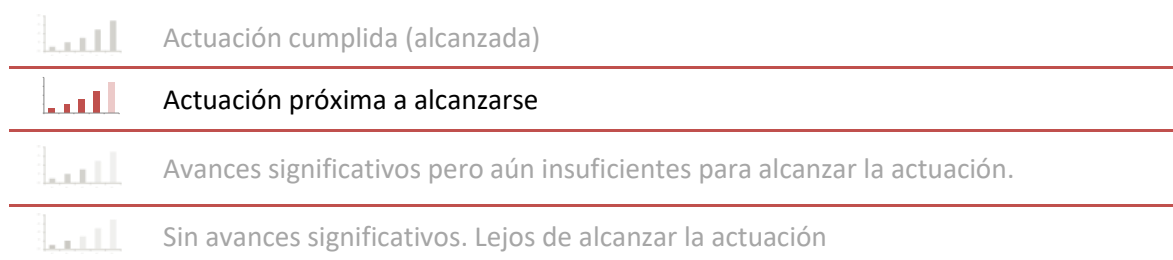 Actuación cumplida (alcanzada)
Actuación próxima a alcanzarse
Avances significativos pero aún insuficientes para alcanzar la actuación.
Sin avances significativos. Lejos de alcanzar la actuación